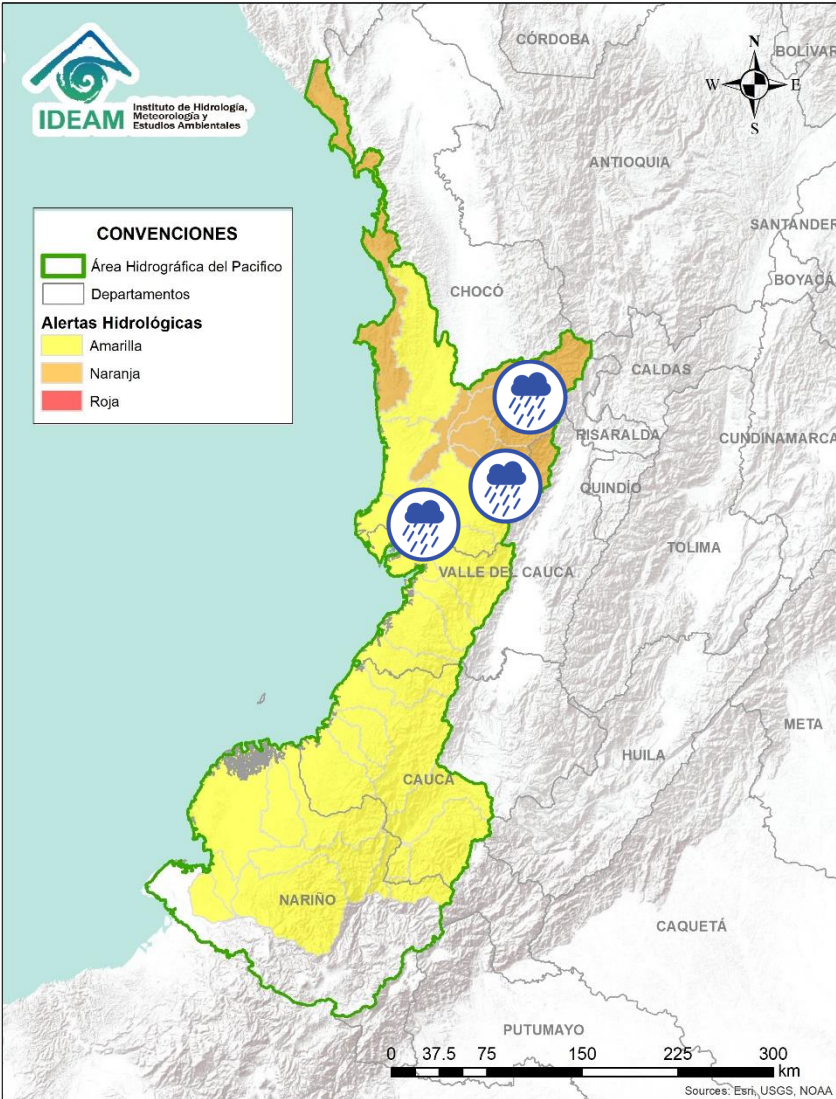 IDEAM
Instituto de Hidrología,
Meteorología y
Estudios Ambientales
CONVENCIONES
Área Hidrográfica del Pacifico
Departamentos
Alertas Hidrológicas
Amarilla
Naranja
Roja
N
W
E
S
CÓRDOBA
BOLÍVAR
ANTIOQUIA
SANTANDER
BOYACÁ
CHOCÓ
CALDAS
RISARALDA
CUNDINAMARCA
QUINDÍO
TOLIMA
VALLE DEL CAUCA
META
HUILA
CAUCA
NARIÑO
CAQUETÁ
PUTUMAYO
0 37.5 75 150 225 300
km
Sources: Esri, USGS, NOAA